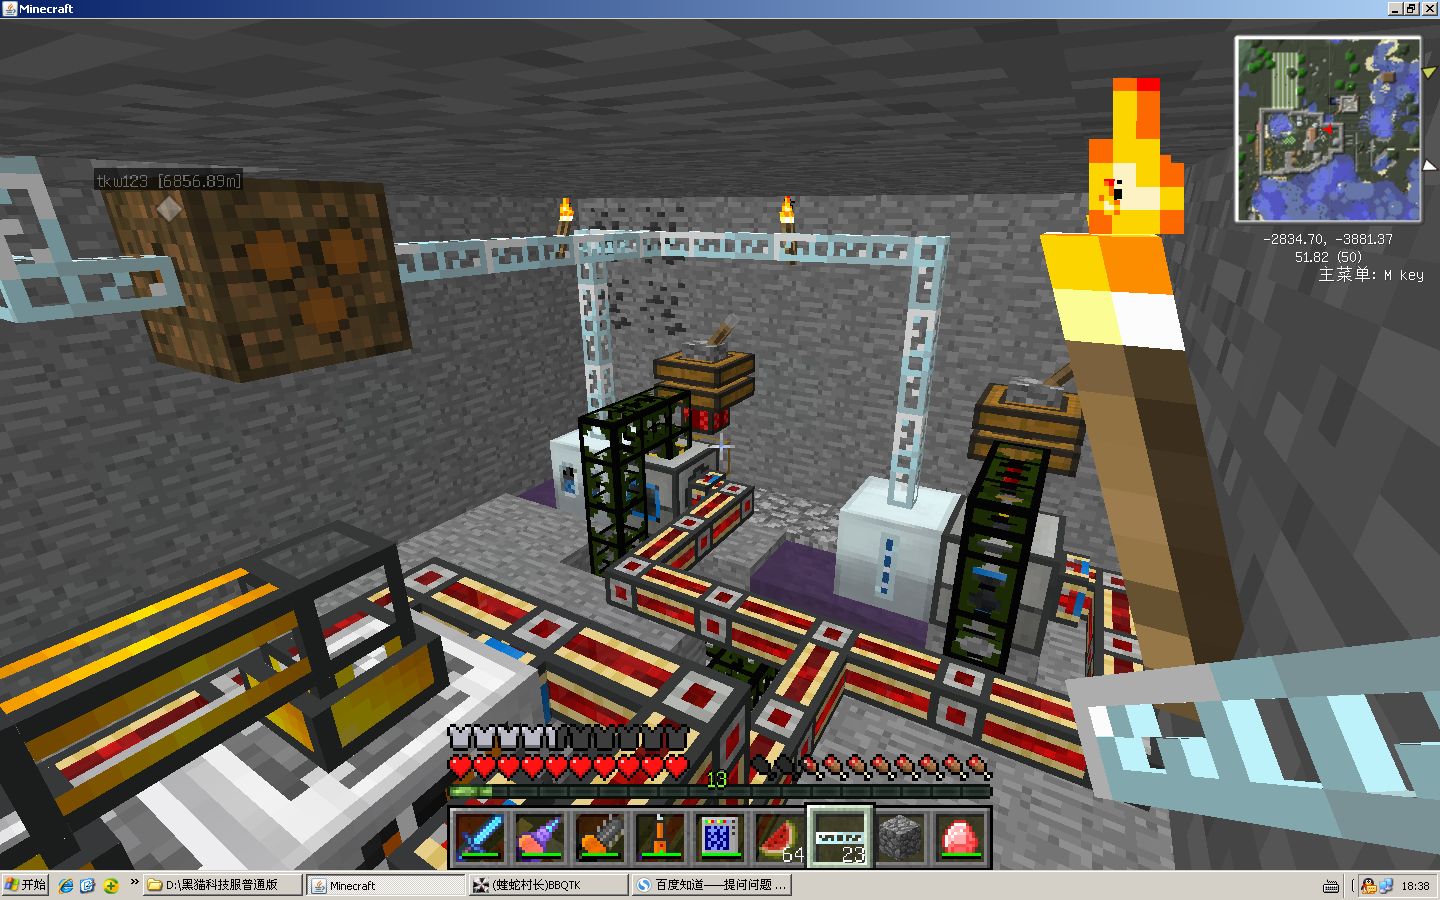 Minecraft
tkw123 [6856.89m]
-2834.70, -3881.37
51.82 (50)
主菜单: M key
13
64
23
开始
»
D:\黑猫科技服普通版
Minecraft
(螳蛇村长)BBQTK
百度知道——提问问题 ...
18:38